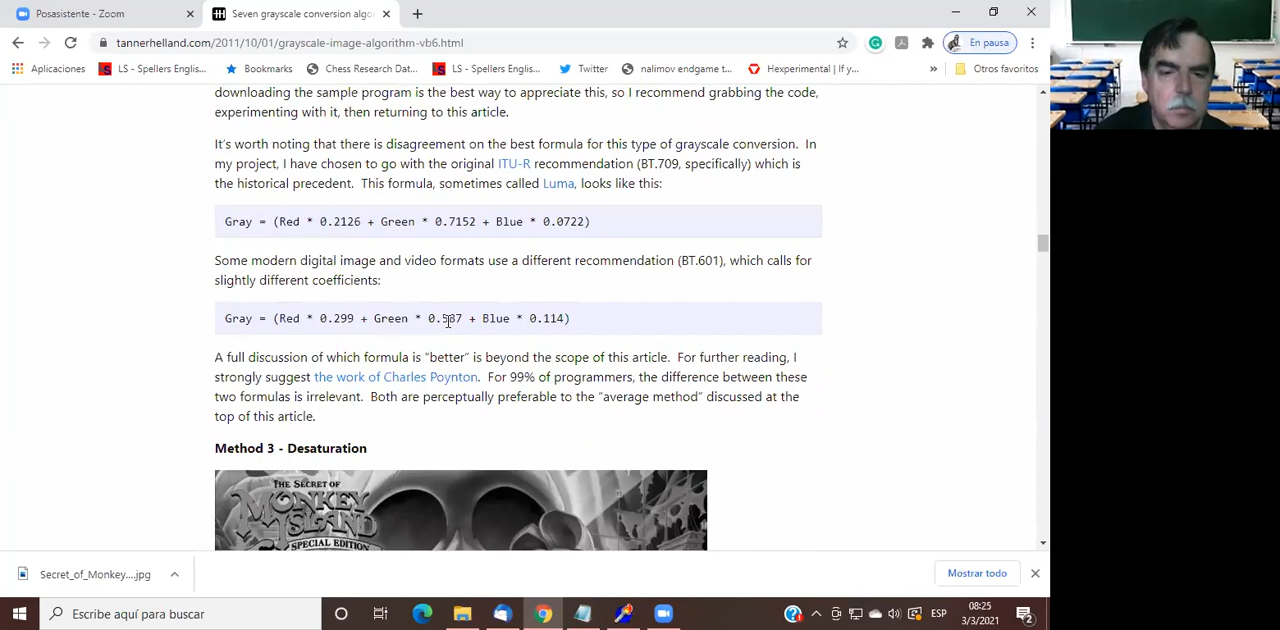 Posasistente - Zoom
Seven grayscale conversion algo
tannerhelland.com/2011/10/01/grayscale-image-algorithm-vb6.html
En pausa
Aplicaciones
LS - Spellers Englis...
Bookmarks
Chess Research Dat...
LS - Spellers Englis...
Twitter
nalimov endgame t...
Hexperimental | If y...
»
Otros favoritos
downloading the sample program is the best way to appreciate this, so I recommend grabbing the code,
experimenting with it, then returning to this article.
It's worth noting that there is disagreement on the best formula for this type of grayscale conversion. In
my project, I have chosen to go with the original ITU-R recommendation (BT.709, specifically) which is
the historical precedent. This formula, sometimes called Luma, looks like this:
Gray = (Red * 0.2126 + Green * 0.7152 + Blue * 0.0722)
Some modern digital image and video formats use a different recommendation (BT.601), which calls for
slightly different coefficients:
Gray = (Red * 0.299 + Green * 0.587 + Blue * 0.114)
A full discussion of which formula is “better” is beyond the scope of this article. For further reading, I
strongly suggest the work of Charles Poynton. For 99% of programmers, the difference between these
two formulas is irrelevant. Both are perceptually preferable to the “average method” discussed at the
top of this article.
Method 3 - Desaturation
THE SECRET OF
MONKEY
ISLAND
SPECIAL EDITION
Secret_of_Monkey....jpg
Mostrar todo
Escribe aquí para buscar
ESP
08:25
3/3/2021
2